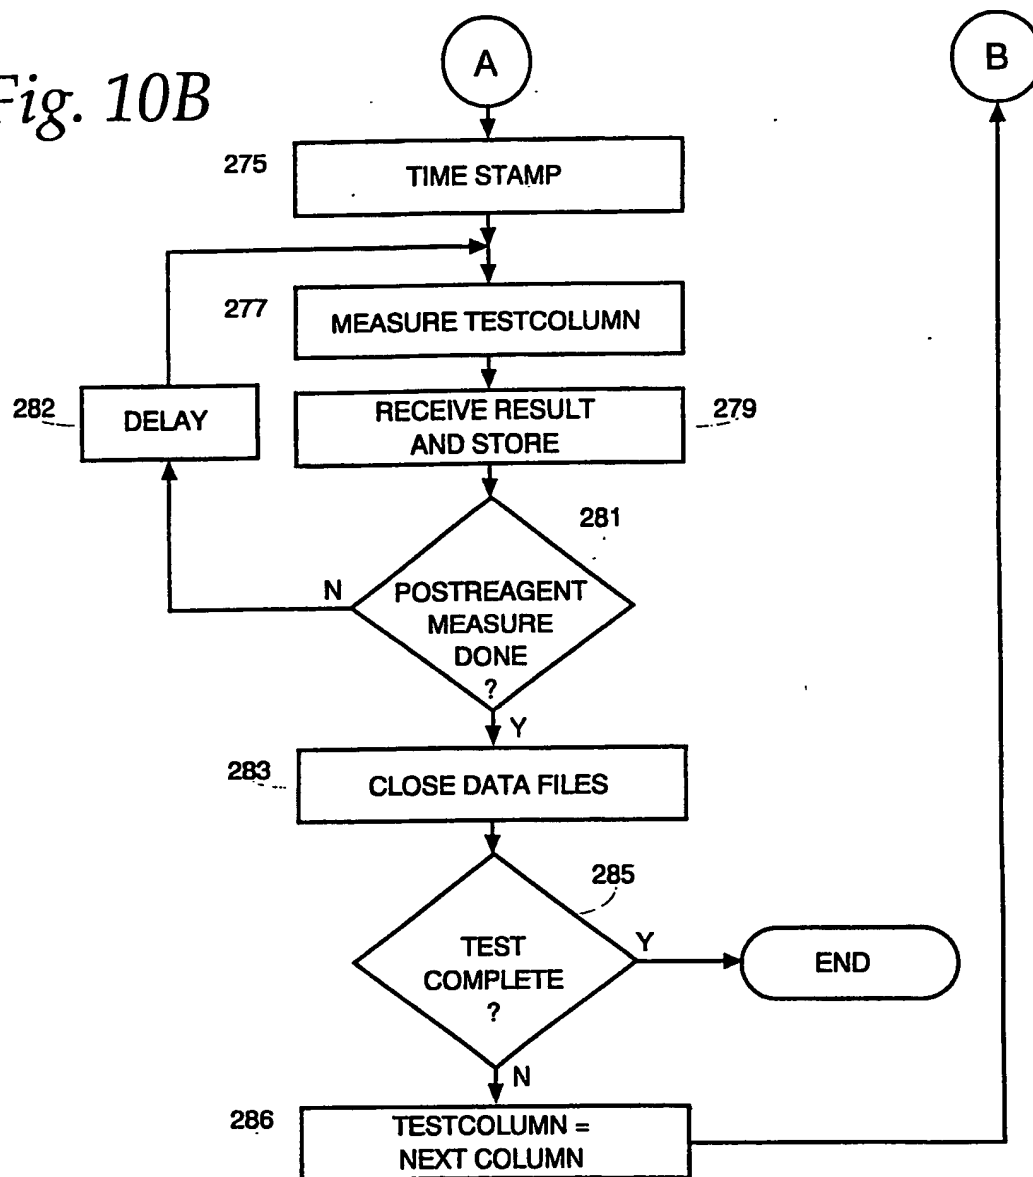 A
B
Fig. 10B
275
TIME STAMP
277
MEASURE TESTCOLUMN
282
DELAY
RECEIVE RESULT
AND STORE
279
281
N
POSTREAGENT
MEASURE
DONE
?
Y
283
CLOSE DATA FILES
285
TEST
COMPLETE
?
Y
END
N
286
TESTCOLUMN =
NEXT COLUMN